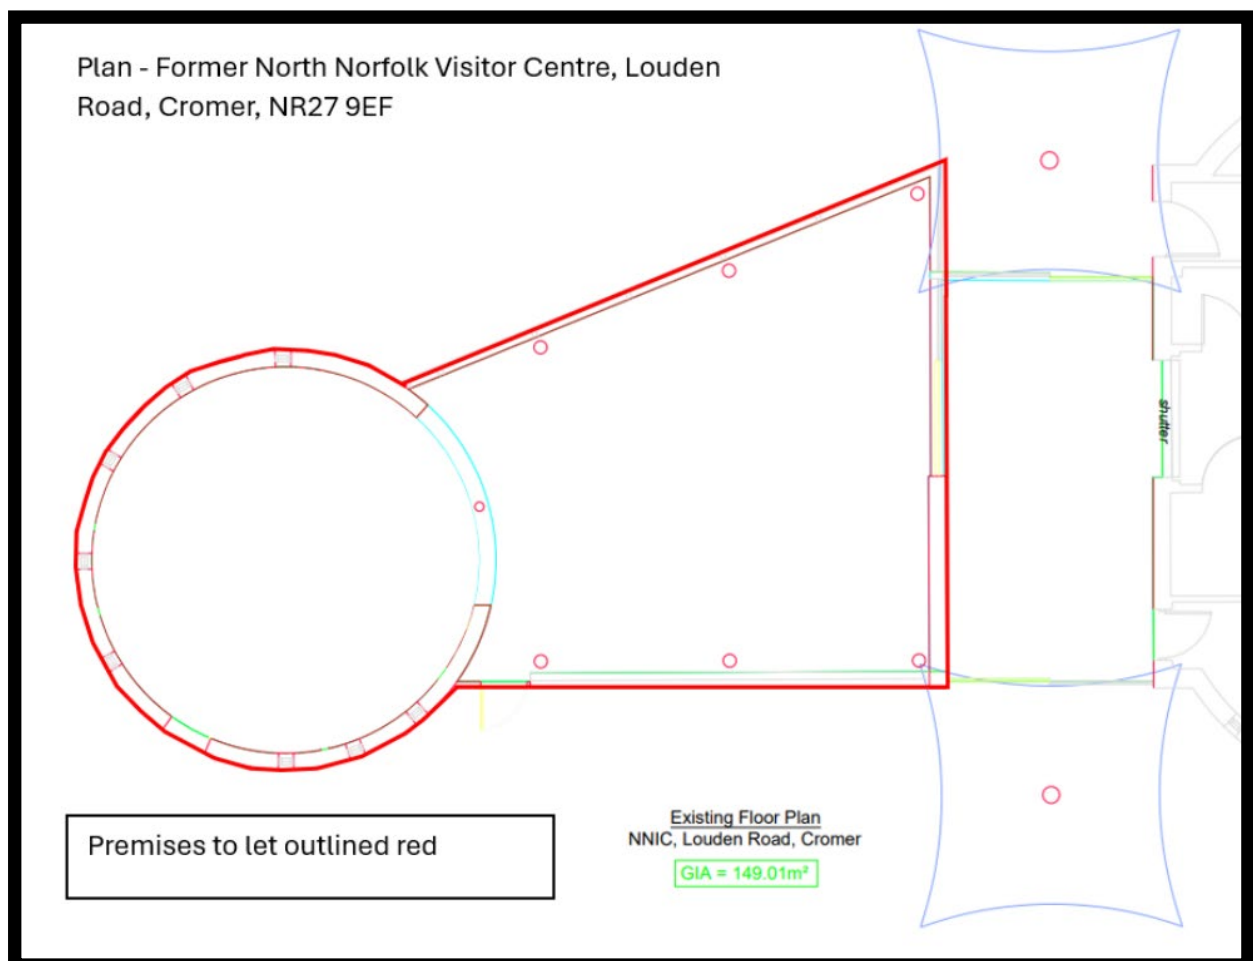 Plan - Former North Norfolk Visitor Centre, Louden
Road, Cromer, NR27 9EF
shutter
Premises to let outlined red
Existing Floor Plan
NNIC, Louden Road, Cromer
GIA = 149.01m²